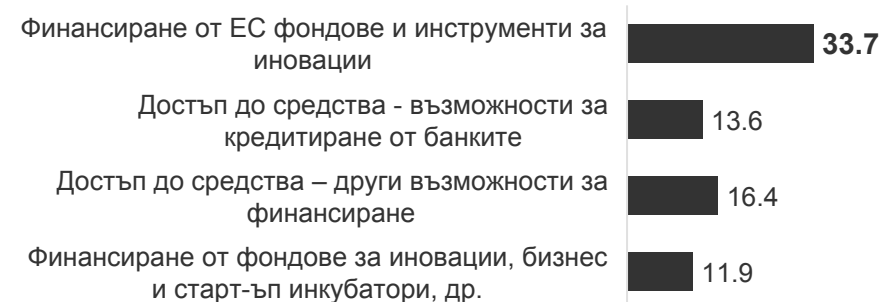 Финансиране от ЕС фондове и инструменти за
иновации
33.7
Достъп до средства - възможности за
кредитиране от банките
13.6
Достъп до средства – други възможности за
финансиране
16.4
Финансиране от фондове за иновации, бизнес
и старт-ъп инкубатори, др.
11.9